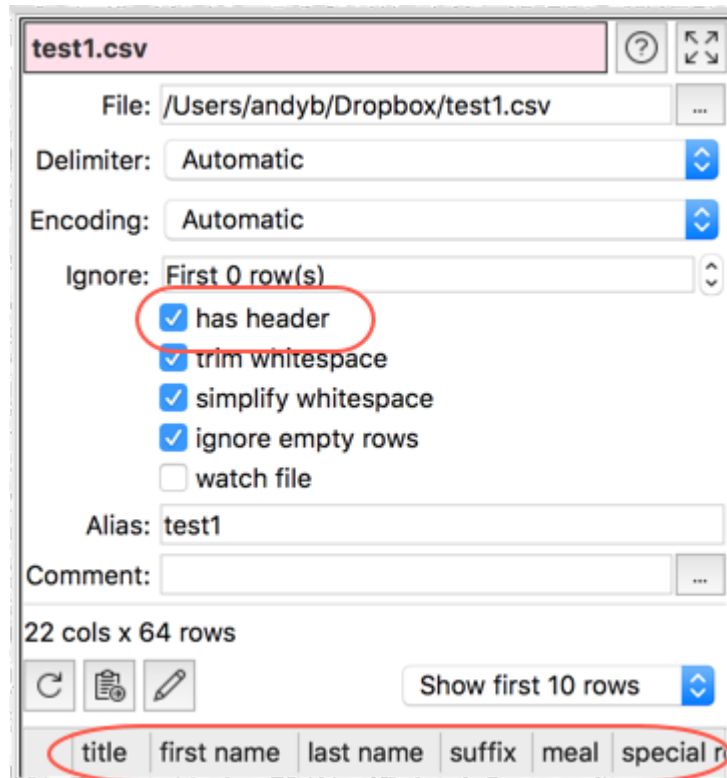 test1.csv
File: /Users/andyb/Dropbox/test1.csv ...
Delimiter: Automatic
Encoding: Automatic
Ignore: First 0 row(s)
has header
trim whitespace
simplify whitespace
ignore empty rows
watch file
Alias: test1
Comment: ...
22 cols x 64 rows
Show first 10 rows
title first name last name suffix meal special